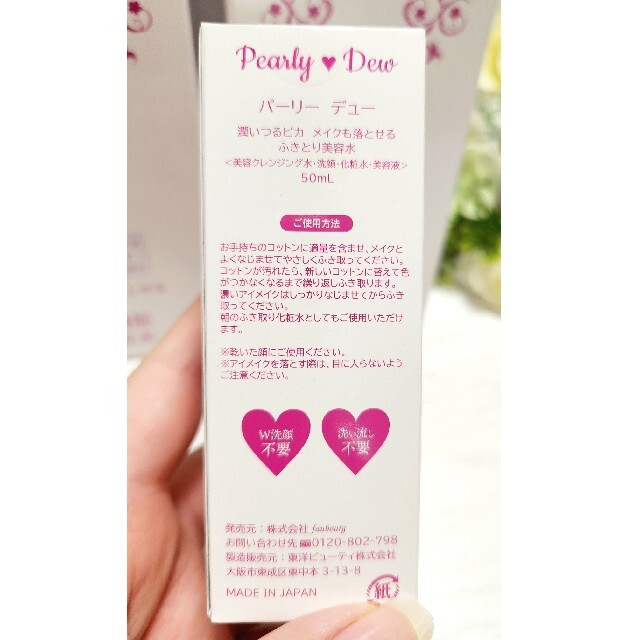 Pearly ♥ Dew
パーリー デュー
潤いつるピカ メイクも落とせる
ふきとり美容水
<美容クレンジング水・洗顔・化粧水・美容液>
50mL
ご使用方法
お手持ちのコットンに適量を含ませ、メイクと
よくなじませてやさしくふき取ってください。
コットンが汚れたら、新しいコットンに替えて色
がつかなくなるまで繰り返しふき取ります。
濃いアイメイクはしっかりなじませてからふき
取ってください。
朝のふき取り化粧水としてもご使用いただけ
ます。
※乾いた顔にご使用ください。
※アイメイクを落とす際は、目に入らないよう
ご注意ください。
W洗顔
不要
洗い流し
不要
発売元：株式会社 faubourg
お問い合わせ先 0120-802-798
製造販売元：東洋ビューティ株式会社
大阪市東成区東中本3-13-8
MADE IN JAPAN
紙